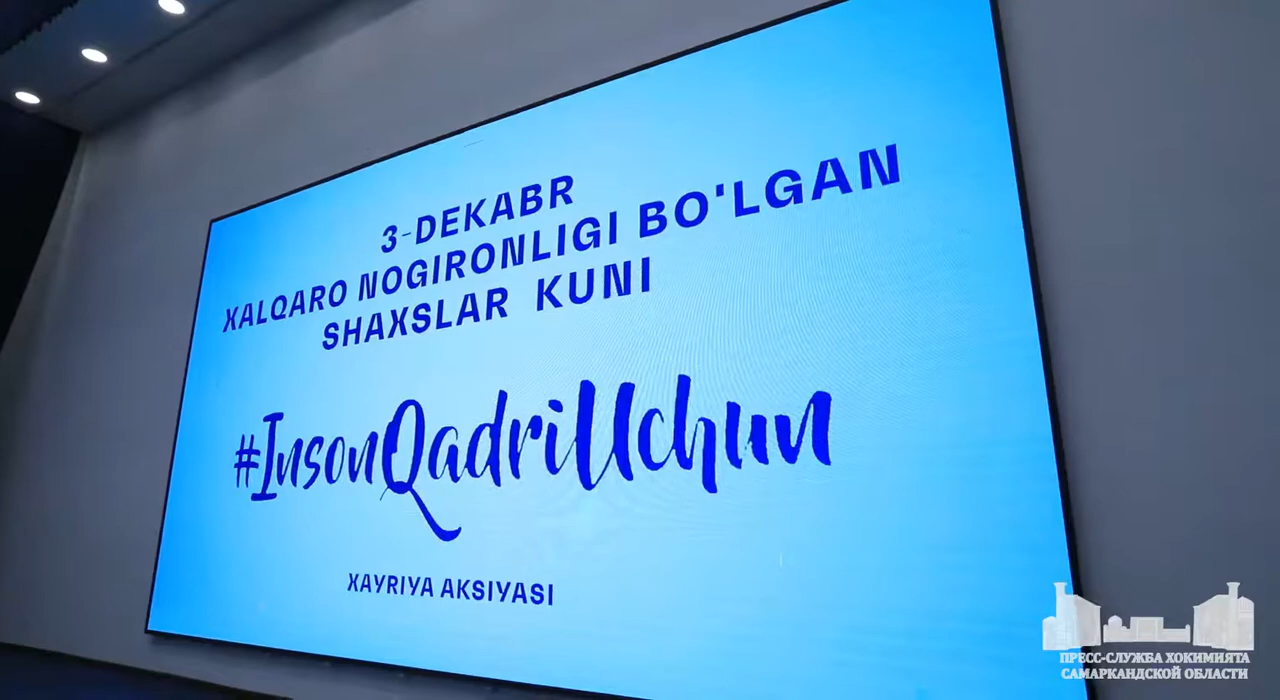 3-DEKABR
XALQARO NOGIRONLIGI BO'LGAN
SHAXSLAR KUNI
#InsonQadriUchun
XAYRIYA AKSIYASI
ПРЕСС-СЛУЖБА ХОКИМИЯТА
САМАРКАНДСКОЙ ОБЛАСТИ